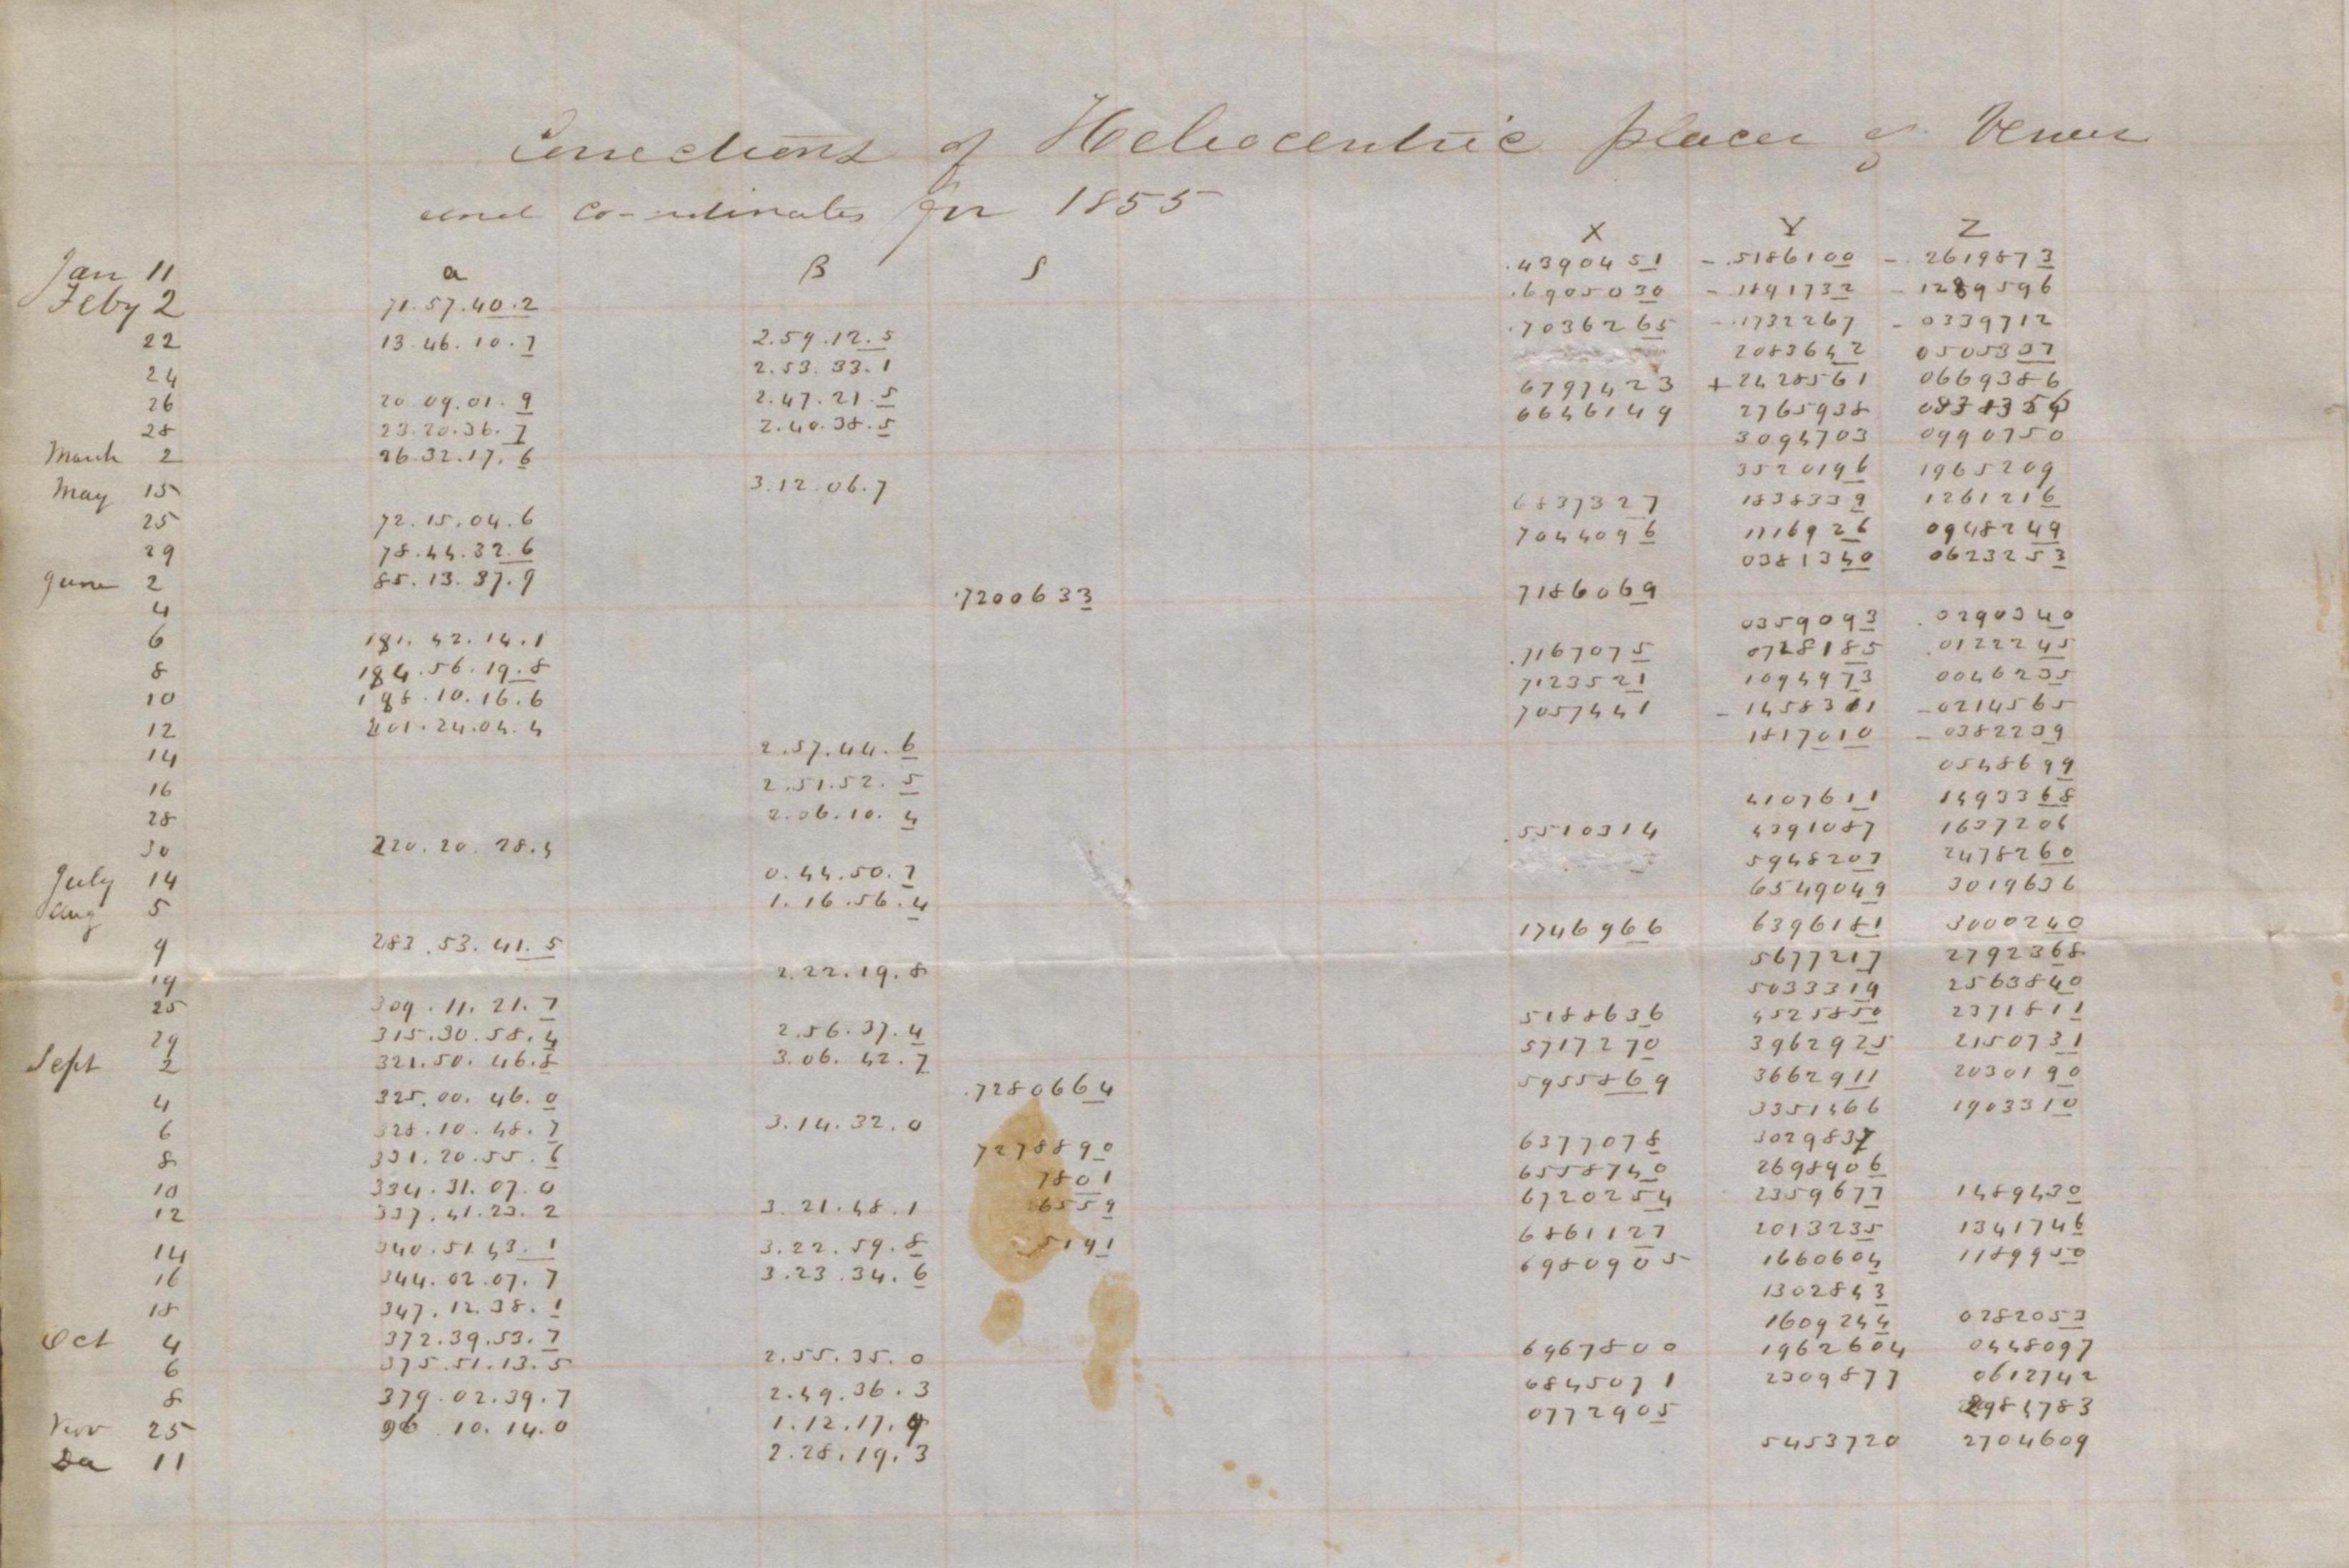 Corrections of Heliocentric places of Venus
and co-ordinates for 1855
X Y Z
Jan 11 a β S .4390451 -.5186100 -.2619873
Feby 2 71.57.40.2 .6905030 -.1891732 -1289596
22 13.46.10.7 2.59.12.5 .7036265 -.1732267 -0339712
24 2.53.33.1 2083642 0505337
26 20 09.01.9 2.47.21.5 6797423 +2428561 0669386
28 23.20.36.7 2.40.38.5 6646149 2765938
March 2 26.32.17.6 3094703 0990750
May 15 3.12.06.7 3520196 1965209
25 72.15.04.6 6837327 1838339 1261216
29 78.44.32.6 7044096 1116926 0948249
June 2 85.13.37.9 0381340 0623253
4 .7200633 7186069
6 191.42.14.1 0359093 .0290340
8 194.56.19.8 .7167075 0728185 .0122245
10 198.10.16.6 7123521 1094973 0046235
12 201.24.04.4 7057441 -1458311 -0214565
14 2.57.44.6 1817010 -0382239
16 2.51.52.5 0548699
28 2.06.10.4 4107611 1493368
30 220.20.28.4 .5510314 4391087 1637206
July 14 0.44.50.7 5948207 2478260
Aug 5 1.16.56.4 6549049 3019636
9 283.53.41.5 1746966 6396181 3000240
19 2.22.19.8 5677217 2792368
25 309.11.21.7 5033319 2563840
29 315.30.58.4 2.56.37.4 5188636 4525850 2371811
Sept 2 321.50.46.8 3.06.42.7 5717270 3962925 2150731
4 325.00.46.0 .7280664 5955869 3662911 2030190
6 328.10.48.7 3.14.32.0 3351466 1903310
8 331.20.55.6 7278890 6377078 3029837
10 334.31.07.0 7801 6558740 2698906
12 337.41.23.2 3.21.48.1 6559 6720254 2359677 1489430
14 340.51.43.1 3.22.59.8 5191 6861127 2013235 1341746
16 344.02.07.7 3.23.34.6 6980905 1660604 1189950
18 347.12.38.1 1302843
Oct 4 372.39.53.7 1609244 0282053
6 375.51.13.5 2.55.35.0 6967800 1962604 0448097
8 379.02.39.7 2.49.36.3 6845071 2309877 0612742
Nov 25 96 10.14.0 1.12.17.9 0772905 2984783
De 11 2.28.19.3 5453720 2704609